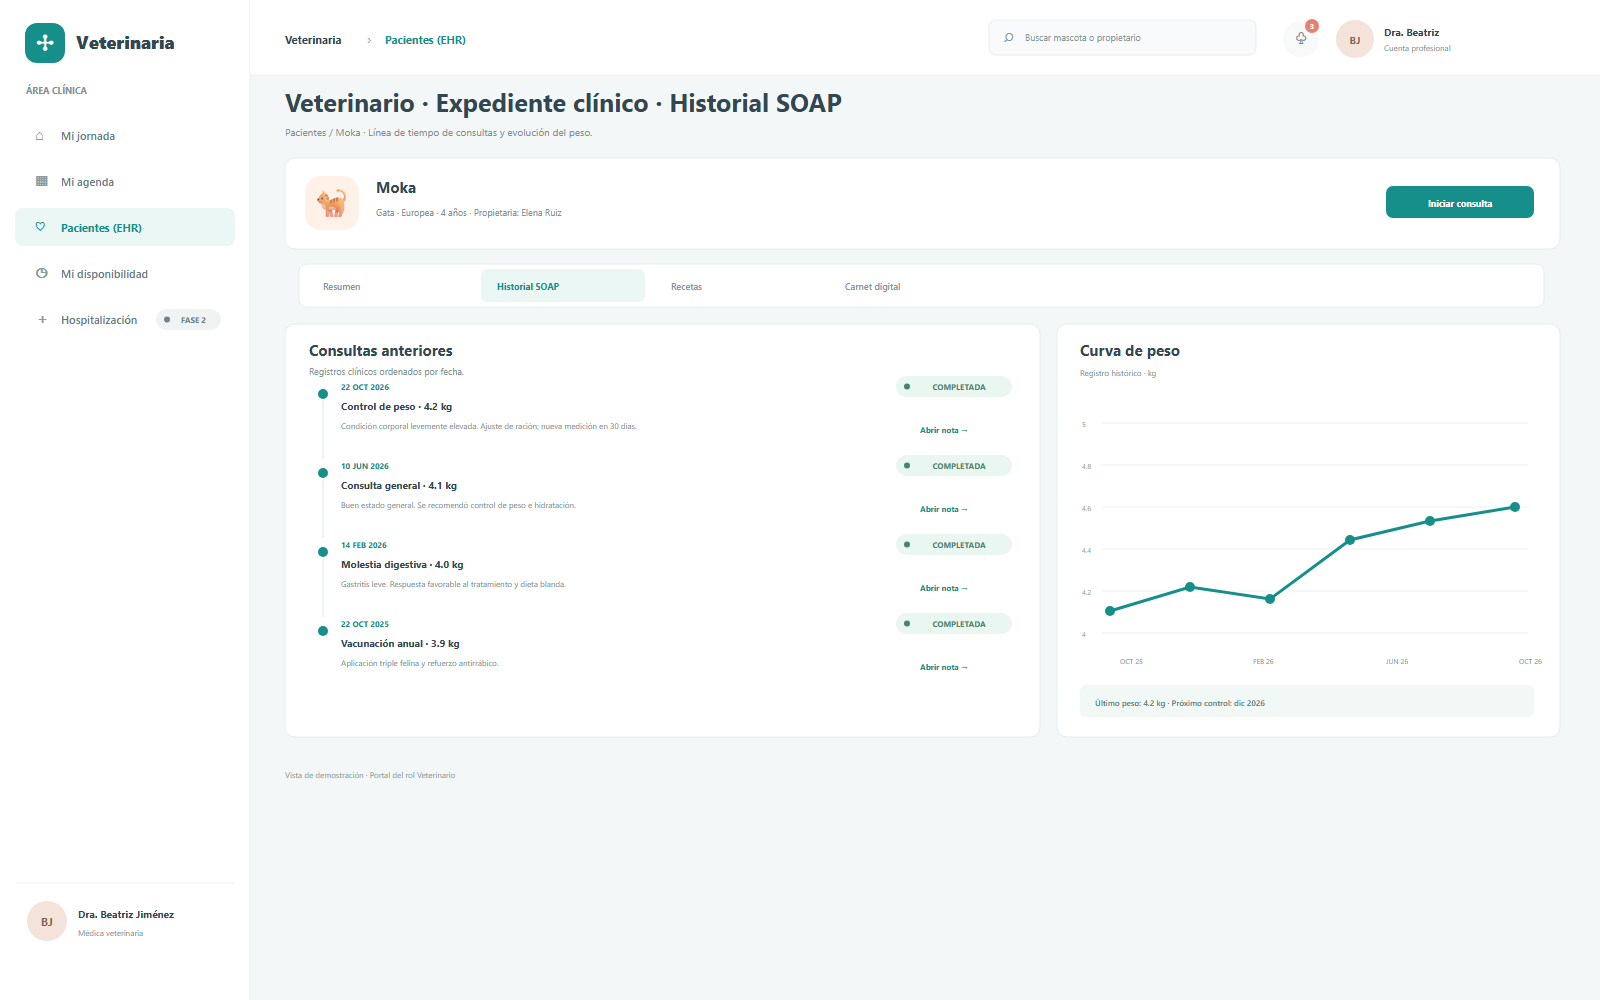 Veterinaria
ÁREA CLÍNICA
Mi jornada
Mi agenda
Pacientes (EHR)
Mi disponibilidad
Hospitalización FASE 2
Dra. Beatriz Jiménez
BJ
Médica veterinaria
Veterinaria › Pacientes (EHR)
Buscar mascota o propietario
3
BJ
Dra. Beatriz
Cuenta profesional
Veterinario · Expediente clínico · Historial SOAP
Pacientes / Moka · Línea de tiempo de consultas y evolución del peso.
Moka
Gata · Europea · 4 años · Propietaria: Elena Ruiz
Iniciar consulta
Resumen Historial SOAP Recetas Carnet digital
Consultas anteriores
Registros clínicos ordenados por fecha.
22 OCT 2026 COMPLETADA
Control de peso · 4.2 kg
Condición corporal levemente elevada. Ajuste de ración; nueva medición en 30 días.
Abrir nota →
10 JUN 2026 COMPLETADA
Consulta general · 4.1 kg
Buen estado general. Se recomendó control de peso e hidratación.
Abrir nota →
14 FEB 2026 COMPLETADA
Molestia digestiva · 4.0 kg
Gastritis leve. Respuesta favorable al tratamiento y dieta blanda.
Abrir nota →
22 OCT 2025 COMPLETADA
Vacunación anual · 3.9 kg
Aplicación triple felina y refuerzo antirrábico.
Abrir nota →
Curva de peso
Registro histórico · kg
5
4.8
4.6
4.4
4.2
4
OCT 25 FEB 26 JUN 26 OCT 26
Último peso: 4.2 kg · Próximo control: dic 2026
Vista de demostración · Portal del rol Veterinario